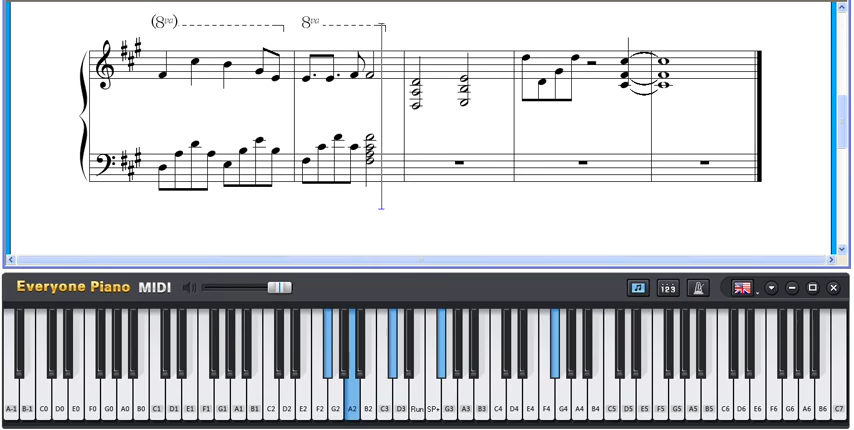 (8va)
8va
Everyone Piano MIDI
123
A-1 B-1 C0 D0 E0 F0 G0 A0 B0 C1 D1 E1 F1 G1 A1 B1 C2 D2 E2 F2 G2 A2 B2 C3 D3 Run SP+ G3 A3 B3 C4 D4 E4 F4 G4 A4 B4 C5 D5 E5 F5 G5 A5 B5 C6 D6 E6 F6 G6 A6 B6 C7